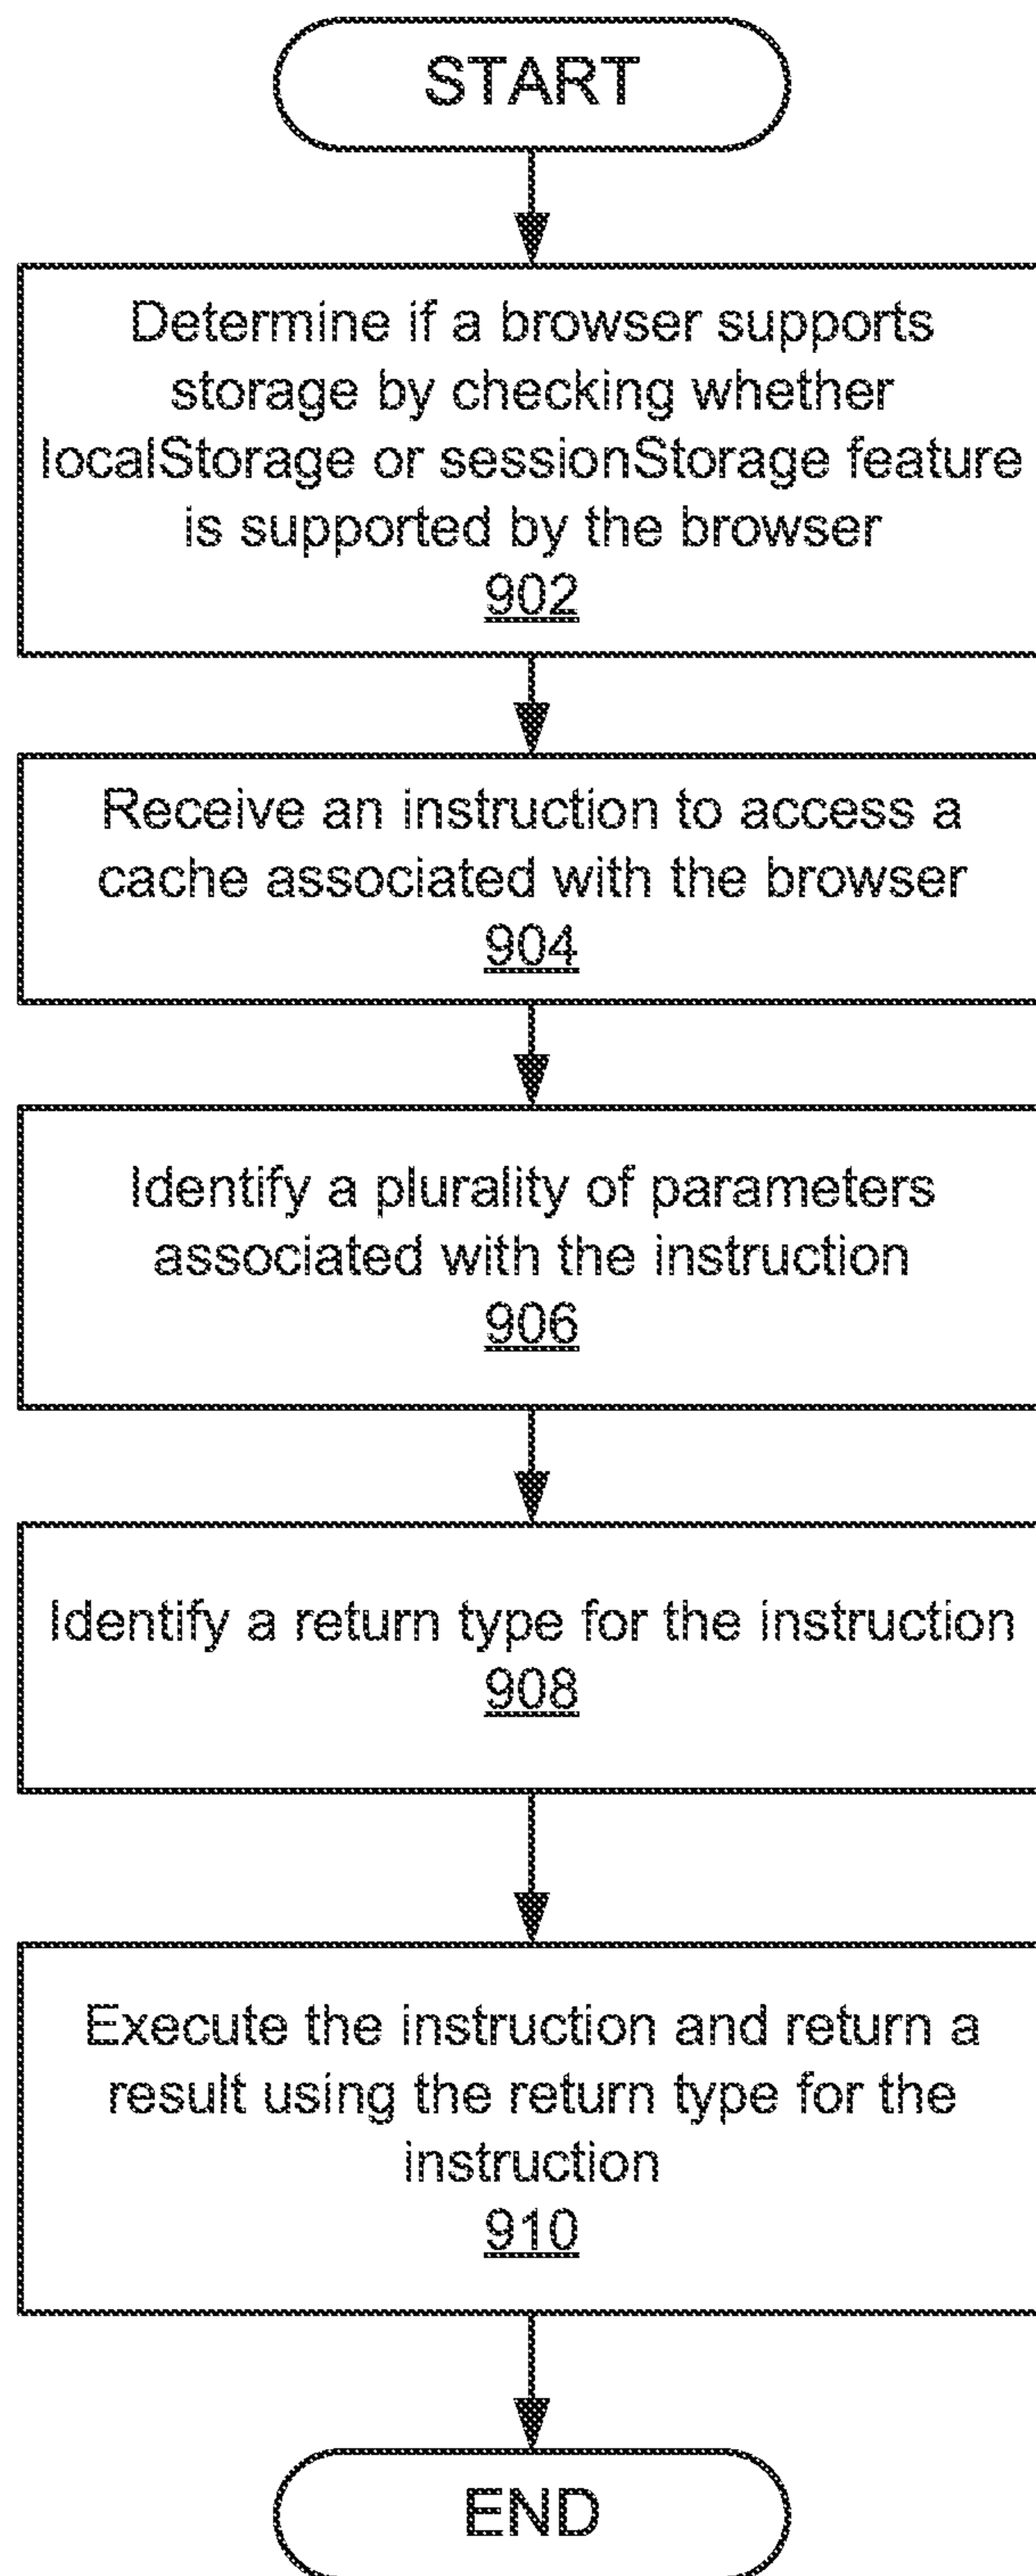 START
Determine if a browser supports
storage by checking whether
localStorage or sessionStorage feature
is supported by the browser
902
Receive an instruction to access a
cache associated with the browser
904
Identify a plurality of parameters
associated with the instruction
906
Identify a return type for the instruction
908
Execute the instruction and return a
result using the return type for the
instruction
910
END